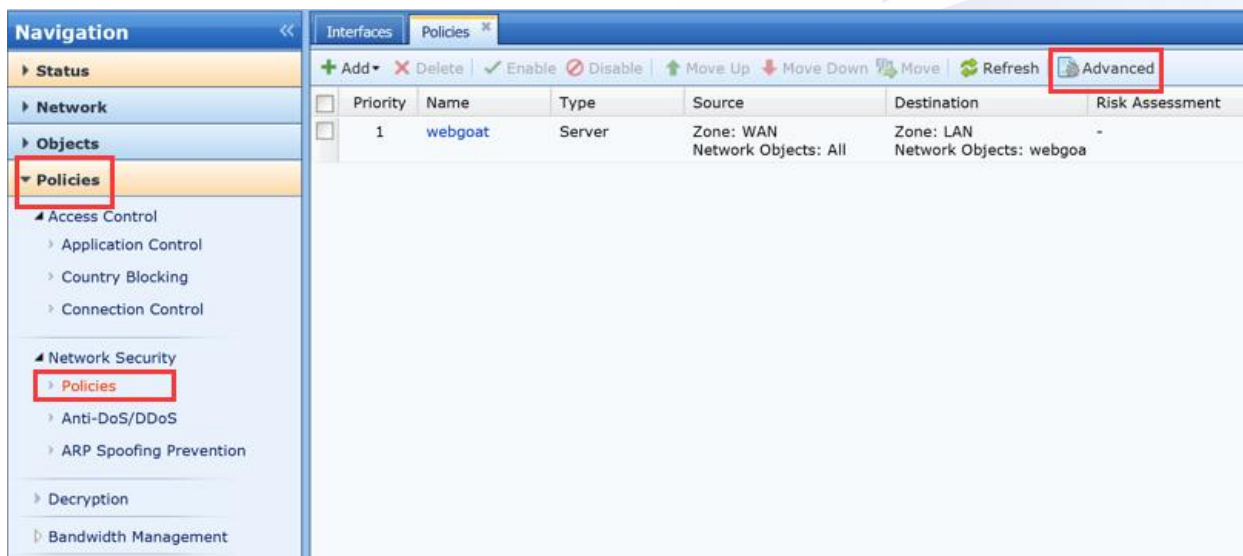 Navigation
Status
Network
Objects
Policies
Access Control
Application Control
Country Blocking
Connection Control
Network Security
Policies
Anti-DoS/DDoS
ARP Spoofing Prevention
Decryption
Bandwidth Management
Interfaces Policies
Add Delete Enable Disable Move Up Move Down Move Refresh Advanced
Priority Name Type Source Destination Risk Assessment
1 webgoat Server Zone: WAN Zone: LAN -
Network Objects: All Network Objects: webgoa